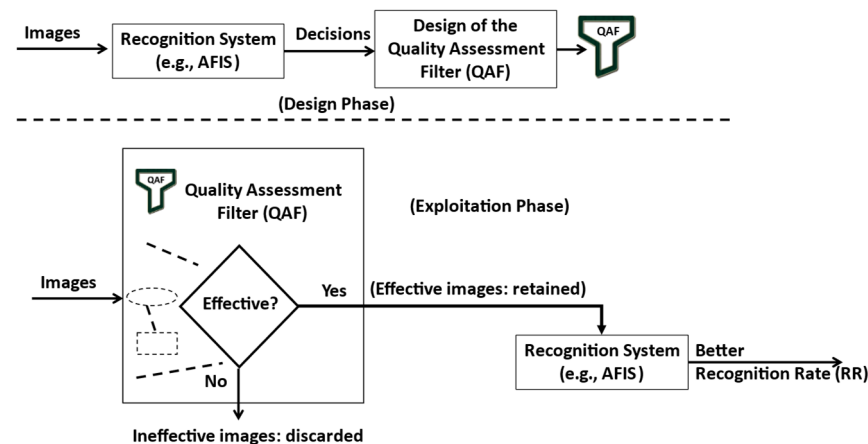 Images
Recognition System
(e.g., AFIS)
Decisions
Design of the
Quality Assessment
Filter (QAF)
QAF
(Design Phase)
QAF
Quality Assessment
Filter (QAF)
(Exploitation Phase)
Images
Effective?
Yes
(Effective images: retained)
No
Ineffective images: discarded
Recognition System
(e.g., AFIS)
Better
Recognition Rate (RR)